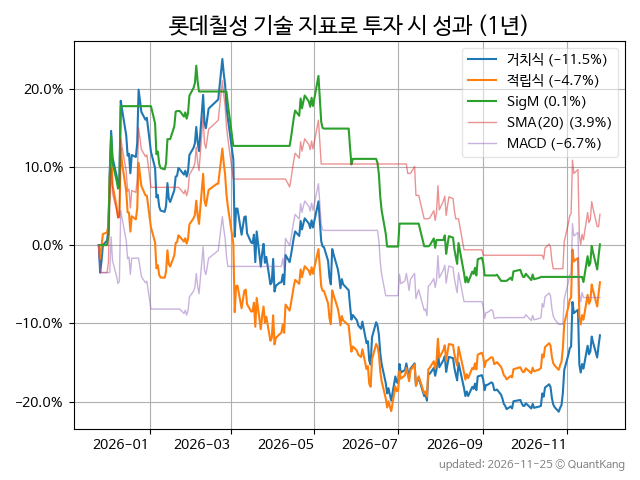 롯데칠성 기술 지표로 투자 시 성과 (1년)
거치식 (−11.5%)
적립식 (−4.7%)
SigM (0.1%)
SMA(20) (3.9%)
MACD (−6.7%)
20.0%
10.0%
0.0%
−10.0%
−20.0%
2026−01 2026−03 2026−05 2026−07 2026−09 2026−11
updated: 2026−11−25 ⓒ QuantKang